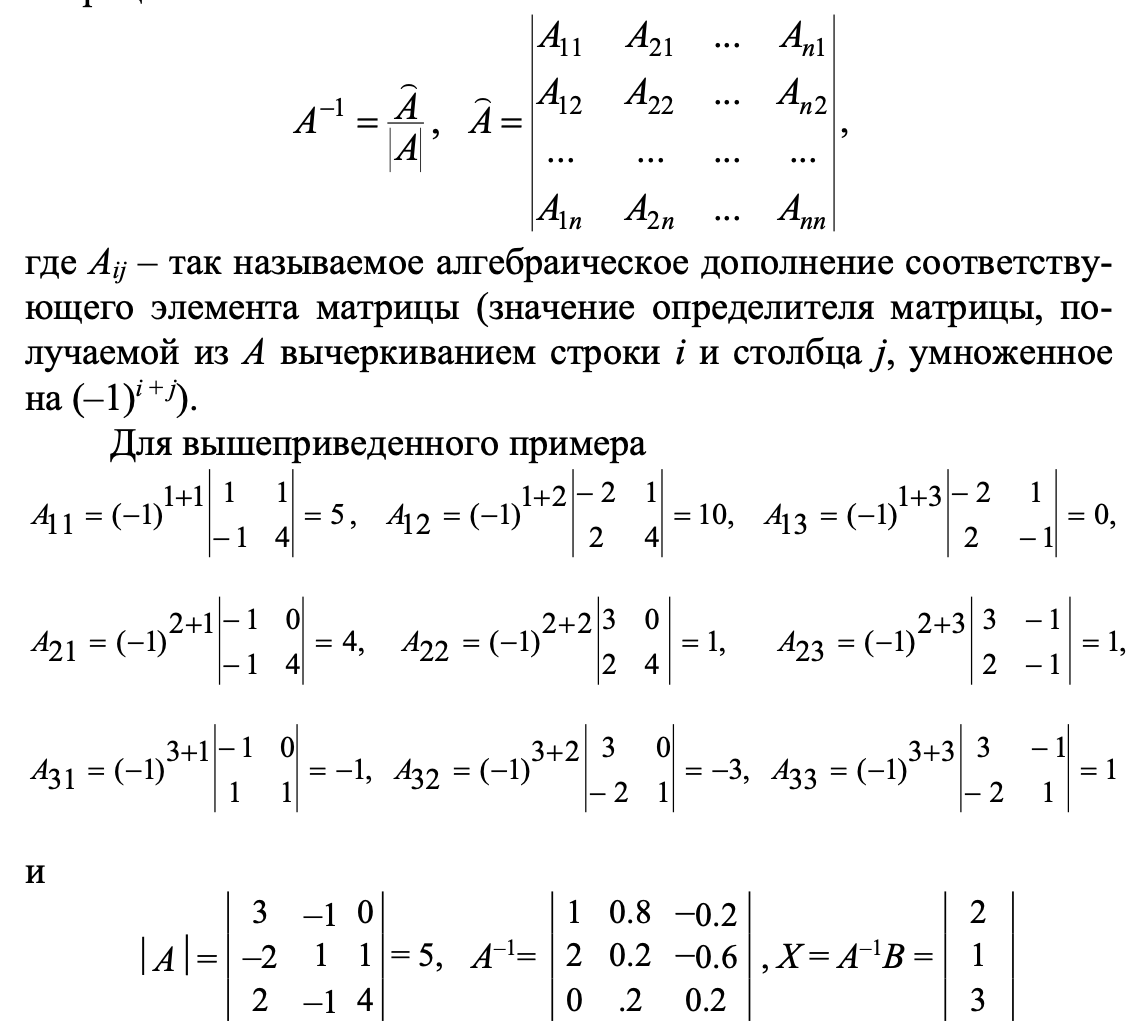 A⁻¹ = Â / |A|, Â = | A₁₁ A₂₁ ... Aₙ₁ |
| A₁₂ A₂₂ ... Aₙ₂ |
| ... ... ... ... |
| A₁ₙ A₂ₙ ... Aₙₙ | ,
где Aᵢⱼ – так называемое алгебраическое дополнение соответству-
ющего элемента матрицы (значение определителя матрицы, по-
лучаемой из A вычеркиванием строки i и столбца j, умноженное
на (–1)ⁱ⁺ʲ).
Для вышеприведенного примера
A₁₁ = (–1)¹⁺¹ | 1 1 ; – 1 4 | = 5, A₁₂ = (–1)¹⁺² | – 2 1 ; 2 4 | = 10, A₁₃ = (–1)¹⁺³ | – 2 1 ; 2 – 1 | = 0,
A₂₁ = (–1)²⁺¹ | – 1 0 ; – 1 4 | = 4, A₂₂ = (–1)²⁺² | 3 0 ; 2 4 | = 1, A₂₃ = (–1)²⁺³ | 3 – 1 ; 2 – 1 | = 1,
A₃₁ = (–1)³⁺¹ | – 1 0 ; 1 1 | = –1, A₃₂ = (–1)³⁺² | 3 0 ; – 2 1 | = –3, A₃₃ = (–1)³⁺³ | 3 – 1 ; – 2 1 | = 1
и
|A| = | 3 –1 0 ; –2 1 1 ; 2 –1 4 | = 5, A⁻¹ = | 1 0.8 –0.2 ; 2 0.2 –0.6 ; 0 .2 0.2 | , X = A⁻¹B = | 2 ; 1 ; 3 |